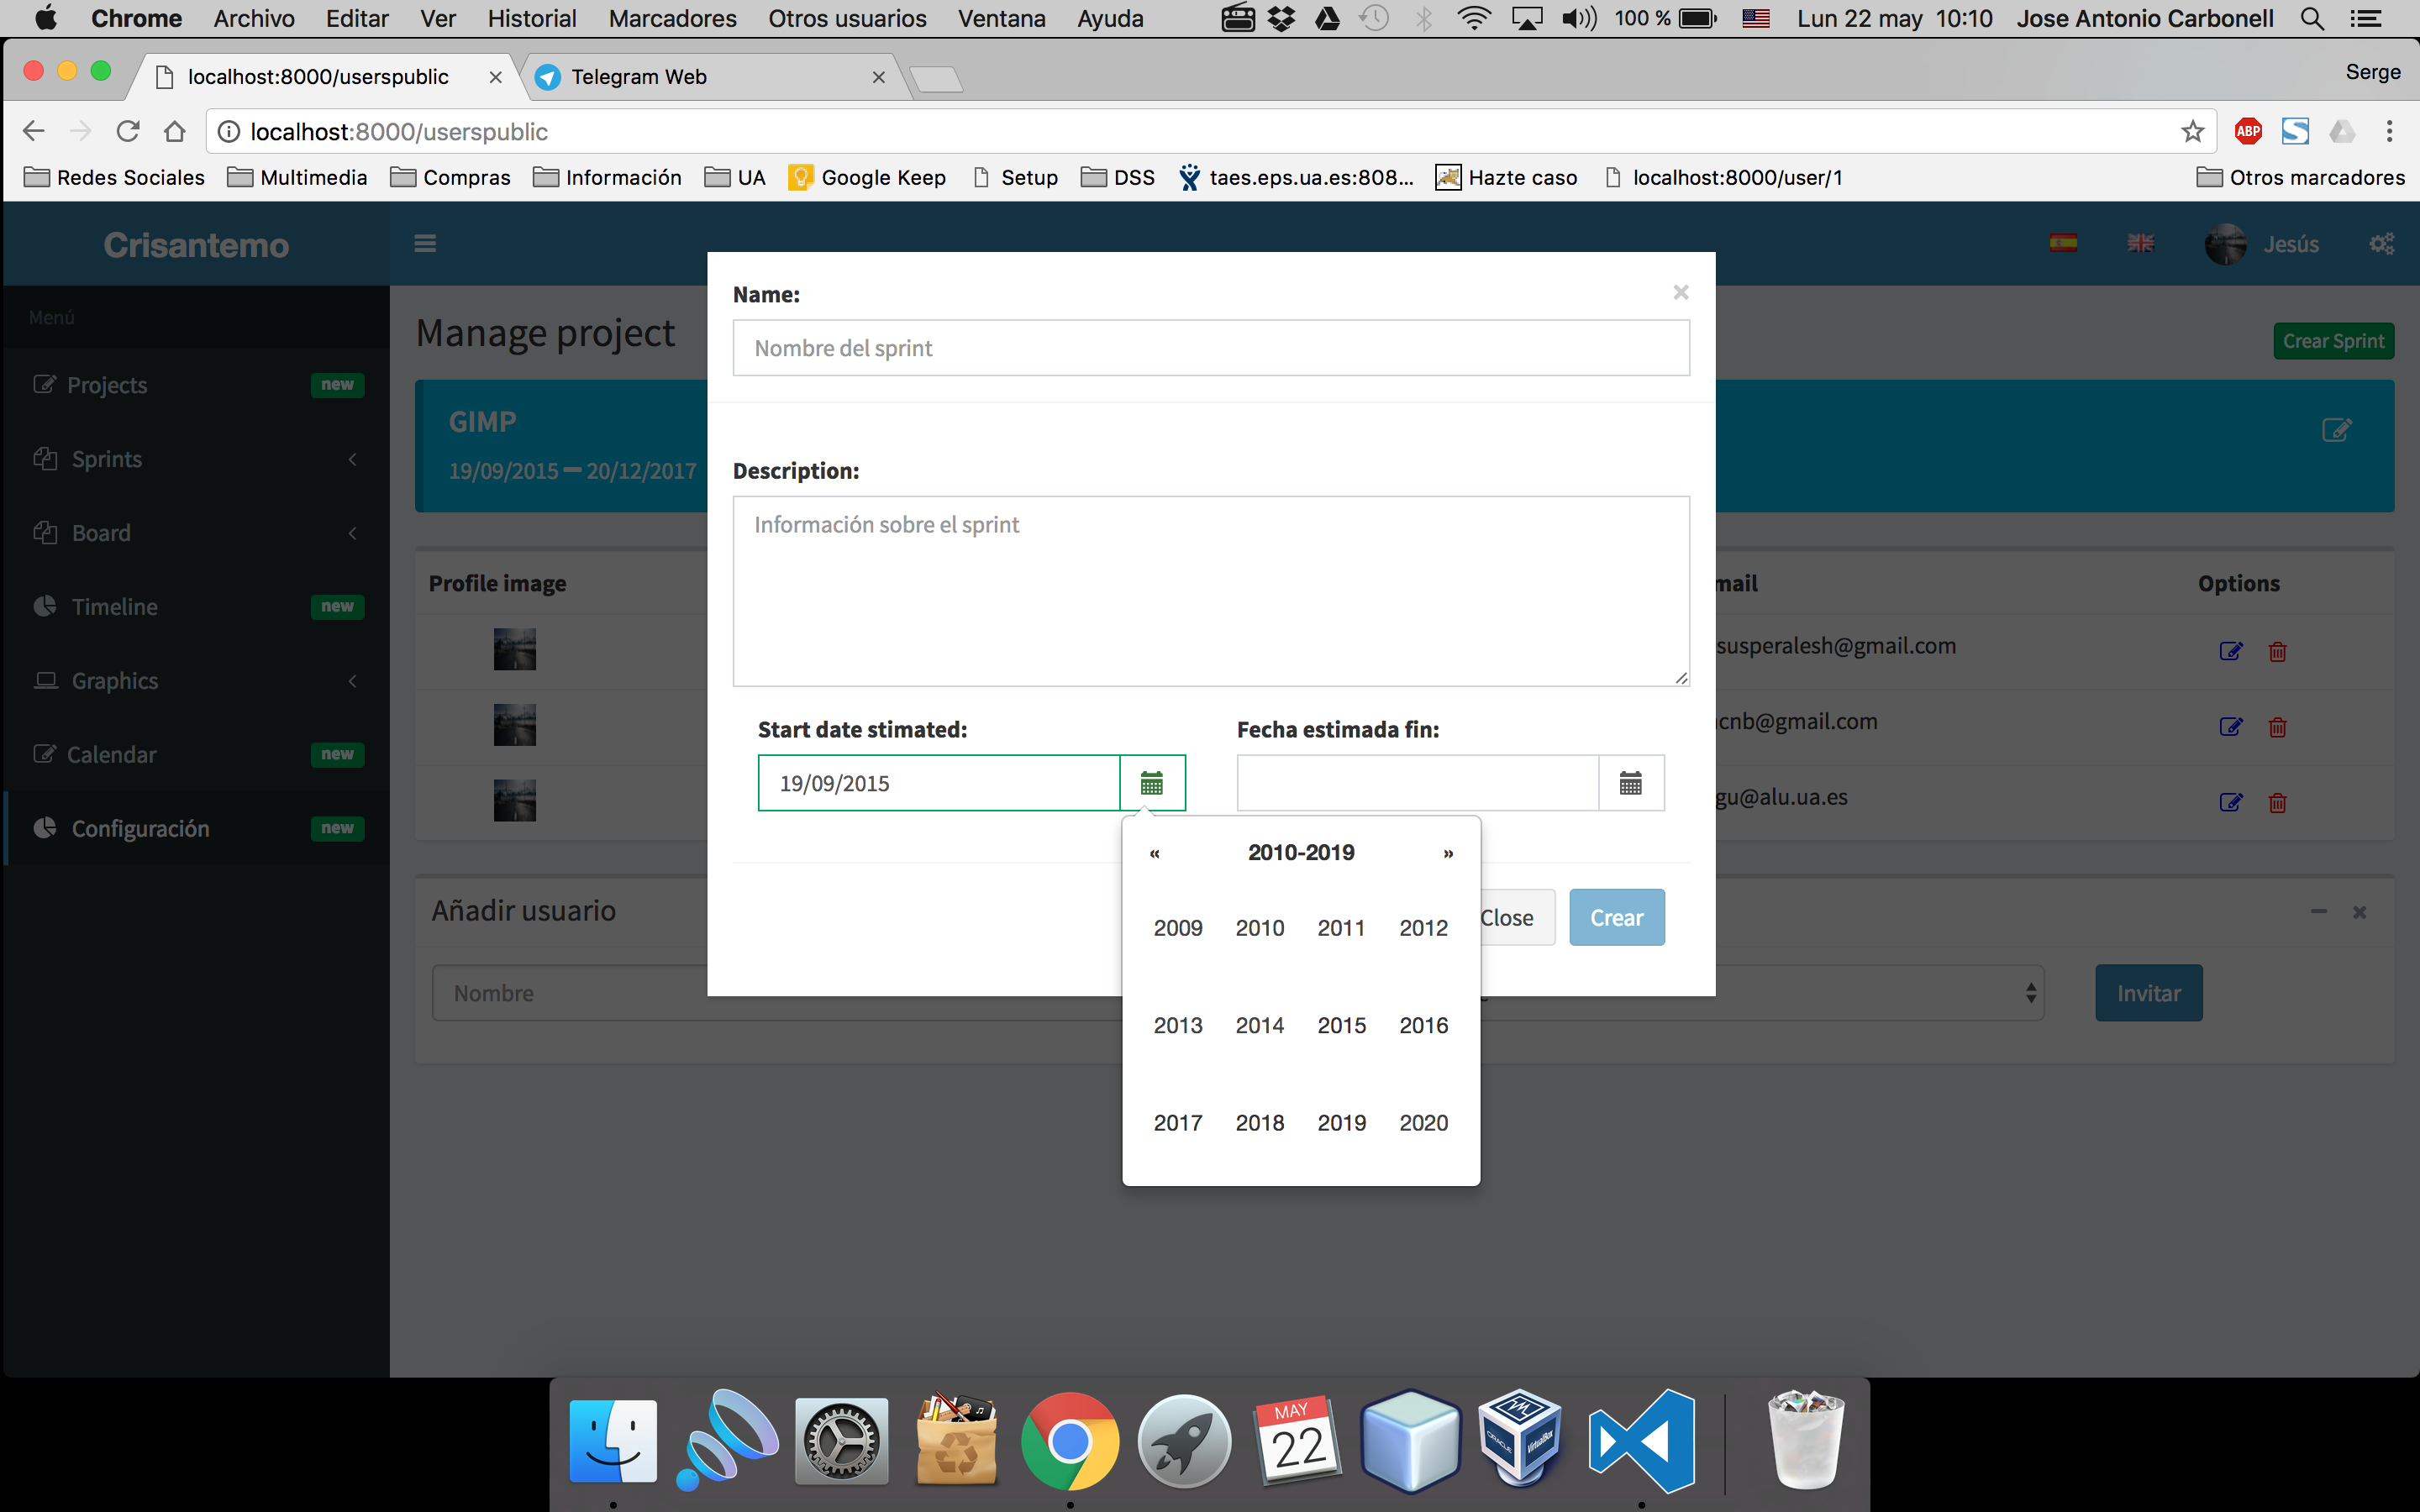 Chrome Archivo Editar Ver Historial Marcadores Otros usuarios Ventana Ayuda 100 % Lun 22 may 10:10 Jose Antonio Carbonell
localhost:8000/userspublic Telegram Web Serge
localhost:8000/userspublic ABP
Redes Sociales Multimedia Compras Información UA Google Keep Setup DSS taes.eps.ua.es:808... Hazte caso localhost:8000/user/1 Otros marcadores
Crisantemo Jesús
Menú
Projects new
Sprints
Board
Timeline new
Graphics
Calendar new
Configuración new
Manage project Crear Sprint
GIMP
19/09/2015 – 20/12/2017
Profile image mail Options
susperalesh@gmail.com
cnb@gmail.com
gu@alu.ua.es
Añadir usuario
Nombre Invitar
Name: ×
Nombre del sprint
Description:
Información sobre el sprint
Start date stimated: Fecha estimada fin:
19/09/2015
« 2010-2019 »
2009 2010 2011 2012
2013 2014 2015 2016
2017 2018 2019 2020
Close Crear
MAY
22
ORACLE
VirtualBox